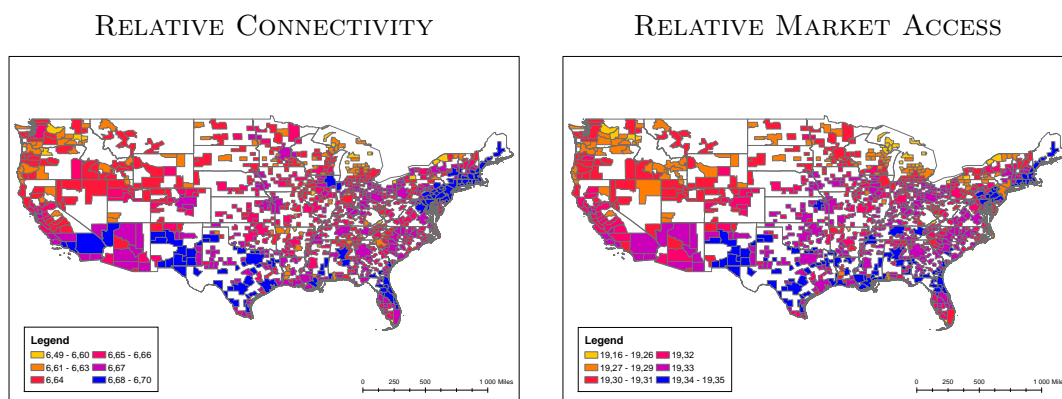 RELATIVE CONNECTIVITY
Legend
6,49 - 6,60
6,61 - 6,63
6,64
6,65 - 6,66
6,67
6,68 - 6,70
0 250 500 1 000 Miles
RELATIVE MARKET ACCESS
Legend
19,16 - 19,26
19,27 - 19,29
19,30 - 19,31
19,32
19,33
19,34 - 19,35
0 250 500 1 000 Miles